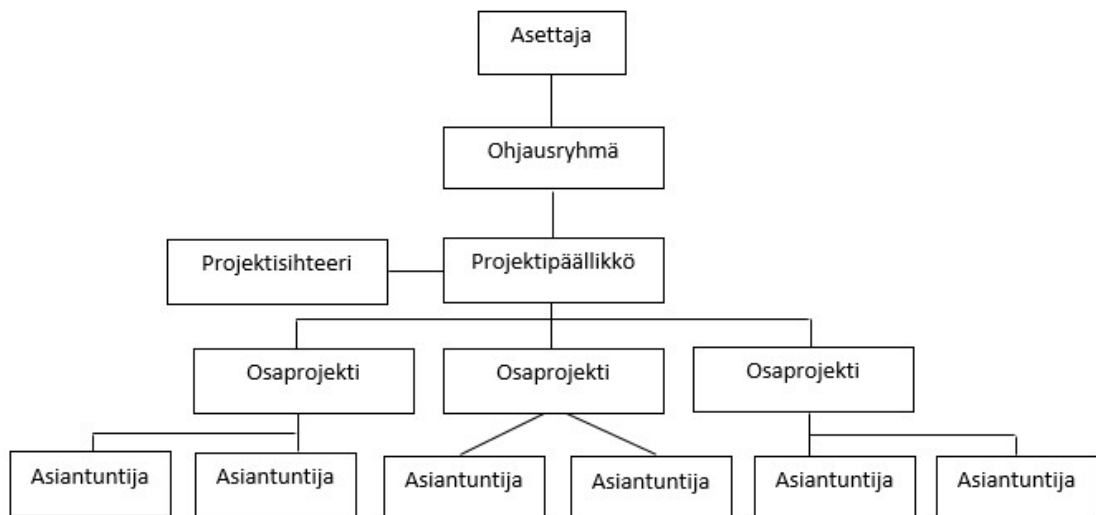 Asettaja
Ohjausryhmä
Projektisihteeri
Projektipäällikkö
Osaprojekti
Osaprojekti
Osaprojekti
Asiantuntija
Asiantuntija
Asiantuntija
Asiantuntija
Asiantuntija
Asiantuntija